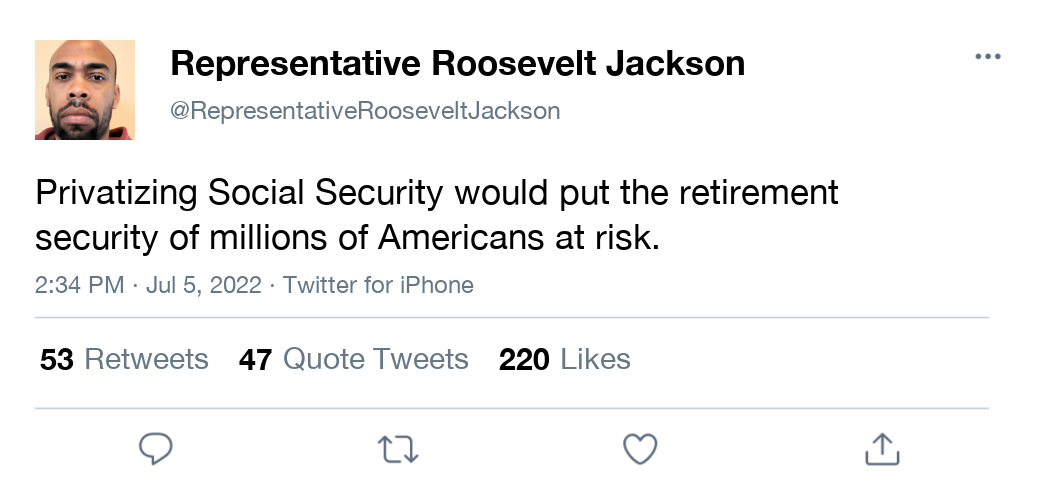 Representative Roosevelt Jackson
@RepresentativeRooseveltJackson
Privatizing Social Security would put the retirement
security of millions of Americans at risk.
2:34 PM · Jul 5, 2022 · Twitter for iPhone
53 Retweets 47 Quote Tweets 220 Likes